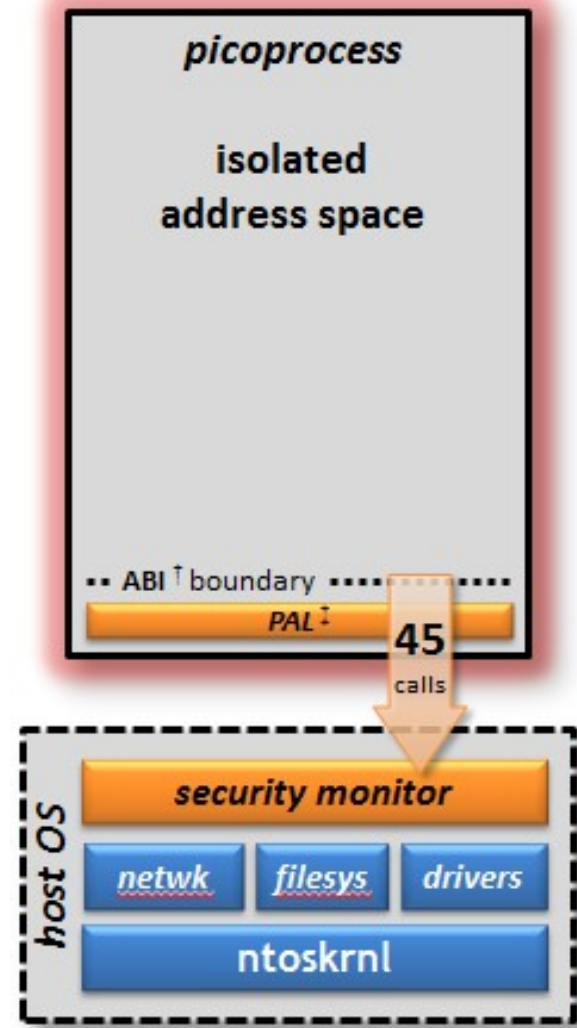 picoprocess
isolated
address space
ABI † boundary
PAL‡
45
calls
host OS
security monitor
netwk filesys drivers
ntoskrnl